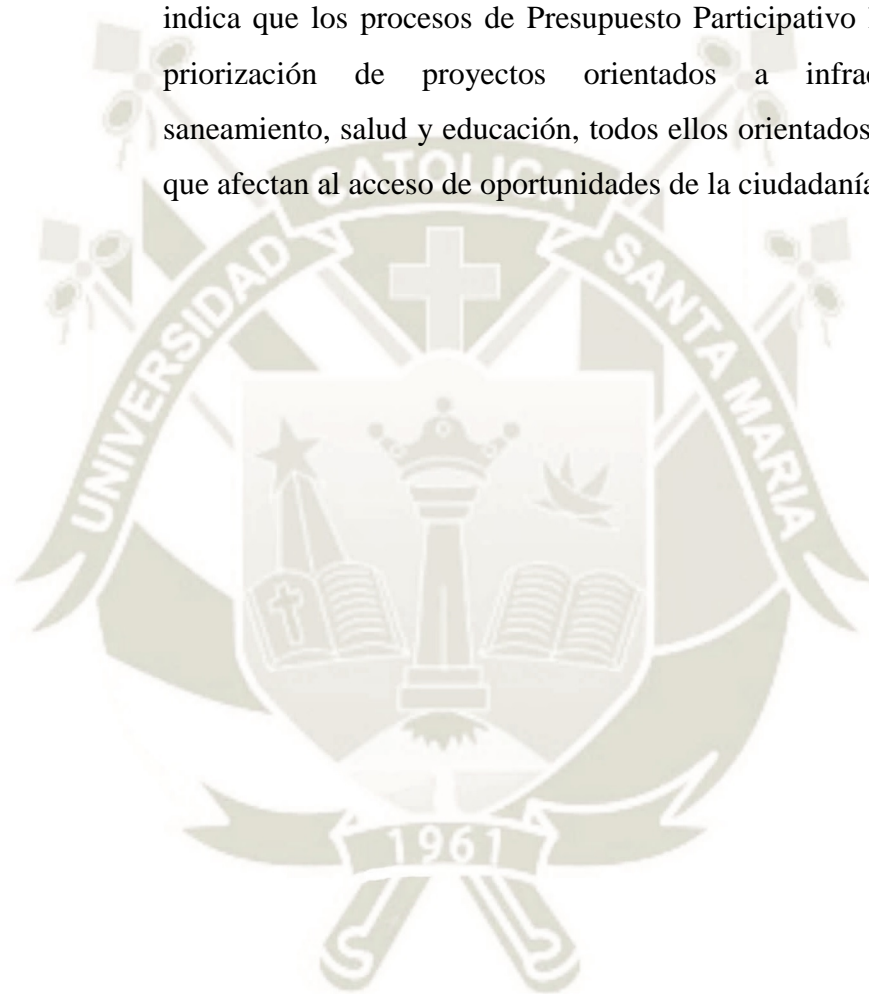 indica que los procesos de Presupuesto Participativo
priorización de proyectos orientados a infrae
saneamiento, salud y educación, todos ellos orientados
que afectan al acceso de oportunidades de la ciudadanía
UNIVERSIDAD CATOLICA SANTA MARIA
1961